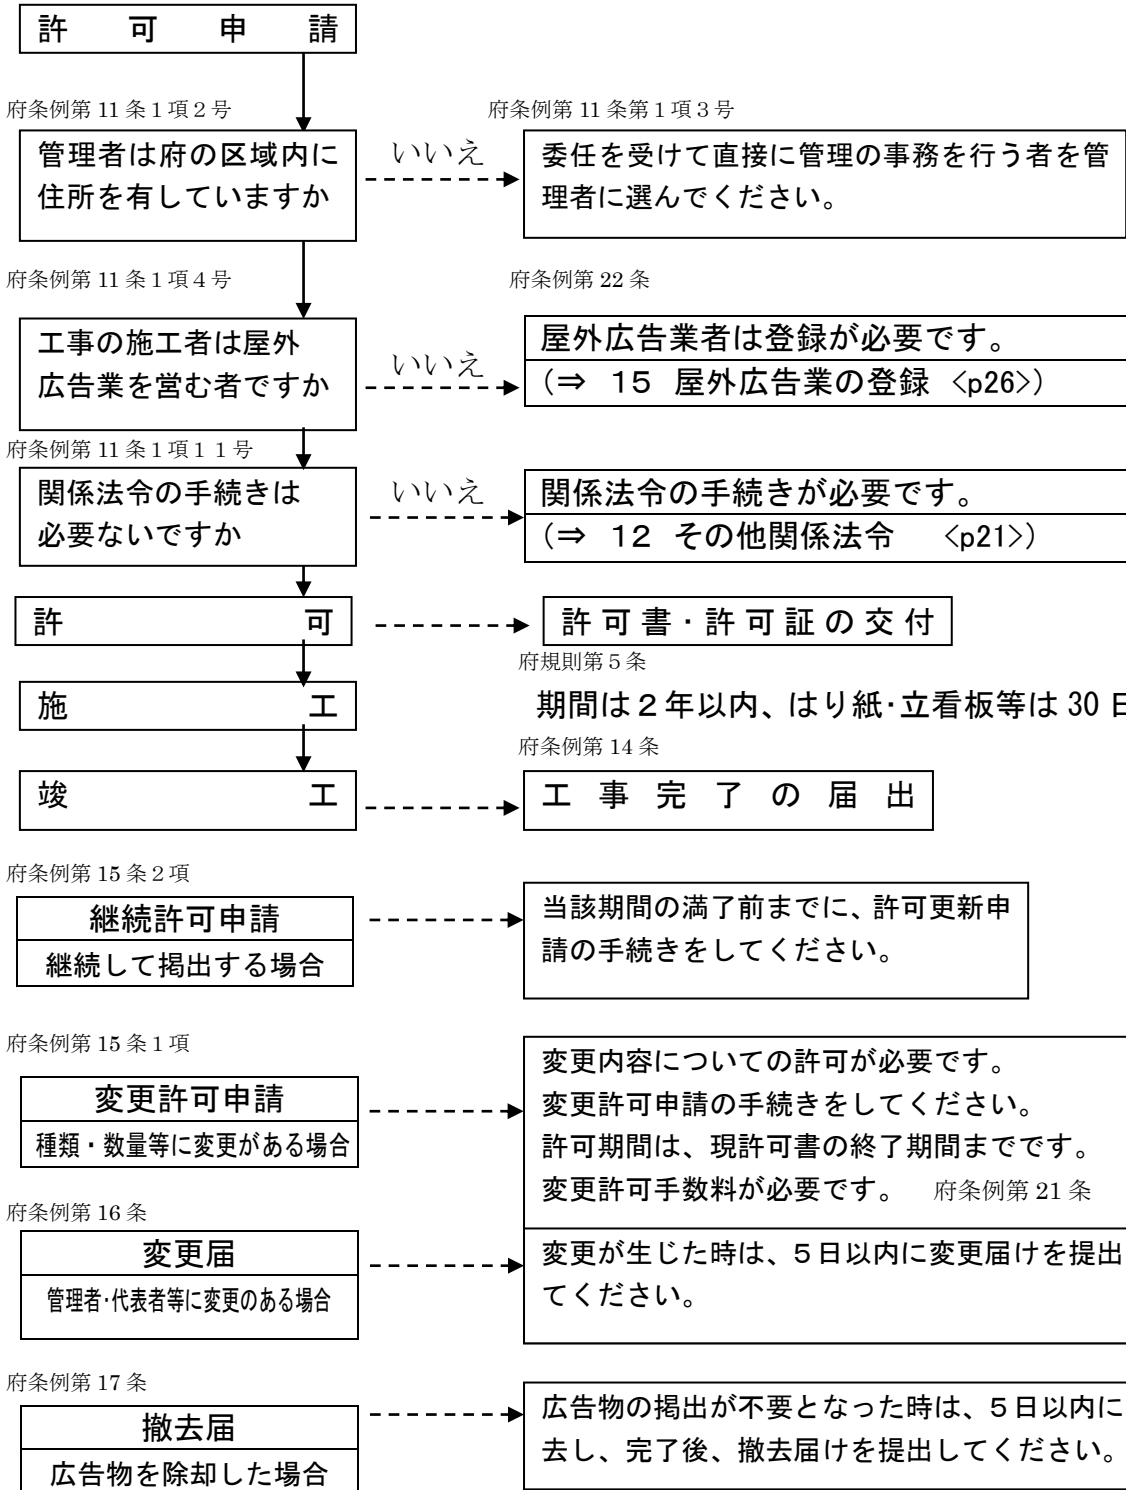 許可申請
府条例第11条1項2号
府条例第11条第1項3号
管理者は府の区域内に
住所を有していますか
いいえ
委任を受けて直接に管理の事務を行う者を管
理者に選んでください。
府条例第11条1項4号
府条例第22条
工事の施工者は屋外
広告業を営む者ですか
いいえ
屋外広告業者は登録が必要です。
(⇒ 15 屋外広告業の登録 <p26>)
府条例第11条1項11号
関係法令の手続きは
必要ないですか
いいえ
関係法令の手続きが必要です。
(⇒ 12 その他関係法令 <p21>)
許可
許可書・許可証の交付
府規則第5条
施工
期間は2年以内、はり紙・立看板等は30日
府条例第14条
竣工
工事完了の届出
府条例第15条2項
継続許可申請
継続して掲出する場合
当該期間の満了前までに、許可更新申
請の手続きをしてください。
府条例第15条1項
変更許可申請
種類・数量等に変更がある場合
変更内容についての許可が必要です。
変更許可申請の手続きをしてください。
許可期間は、現許可書の終了期間までです。
変更許可手数料が必要です。 府条例第21条
府条例第16条
変更届
管理者・代表者等に変更のある場合
変更が生じた時は、5日以内に変更届けを提出
てください。
府条例第17条
撤去届
広告物を除却した場合
広告物の掲出が不要となった時は、5日以内に
去し、完了後、撤去届けを提出してください。